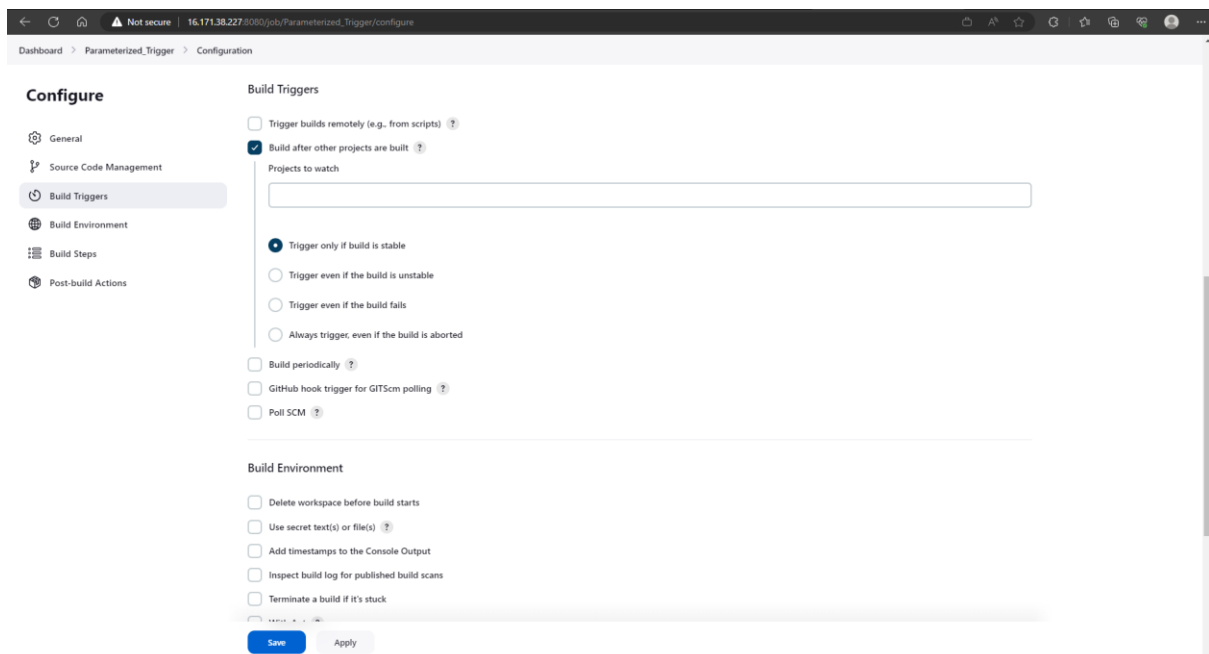 Not secure | 16.171.38.227:8080/job/Parameterized_Trigger/configure
Dashboard > Parameterized_Trigger > Configuration
Configure
General
Source Code Management
Build Triggers
Build Environment
Build Steps
Post-build Actions
Build Triggers
Trigger builds remotely (e.g., from scripts) ?
Build after other projects are built ?
Projects to watch
Trigger only if build is stable
Trigger even if the build is unstable
Trigger even if the build fails
Always trigger, even if the build is aborted
Build periodically ?
GitHub hook trigger for GITScm polling ?
Poll SCM ?
Build Environment
Delete workspace before build starts
Use secret text(s) or file(s) ?
Add timestamps to the Console Output
Inspect build log for published build scans
Terminate a build if it's stuck
Save Apply